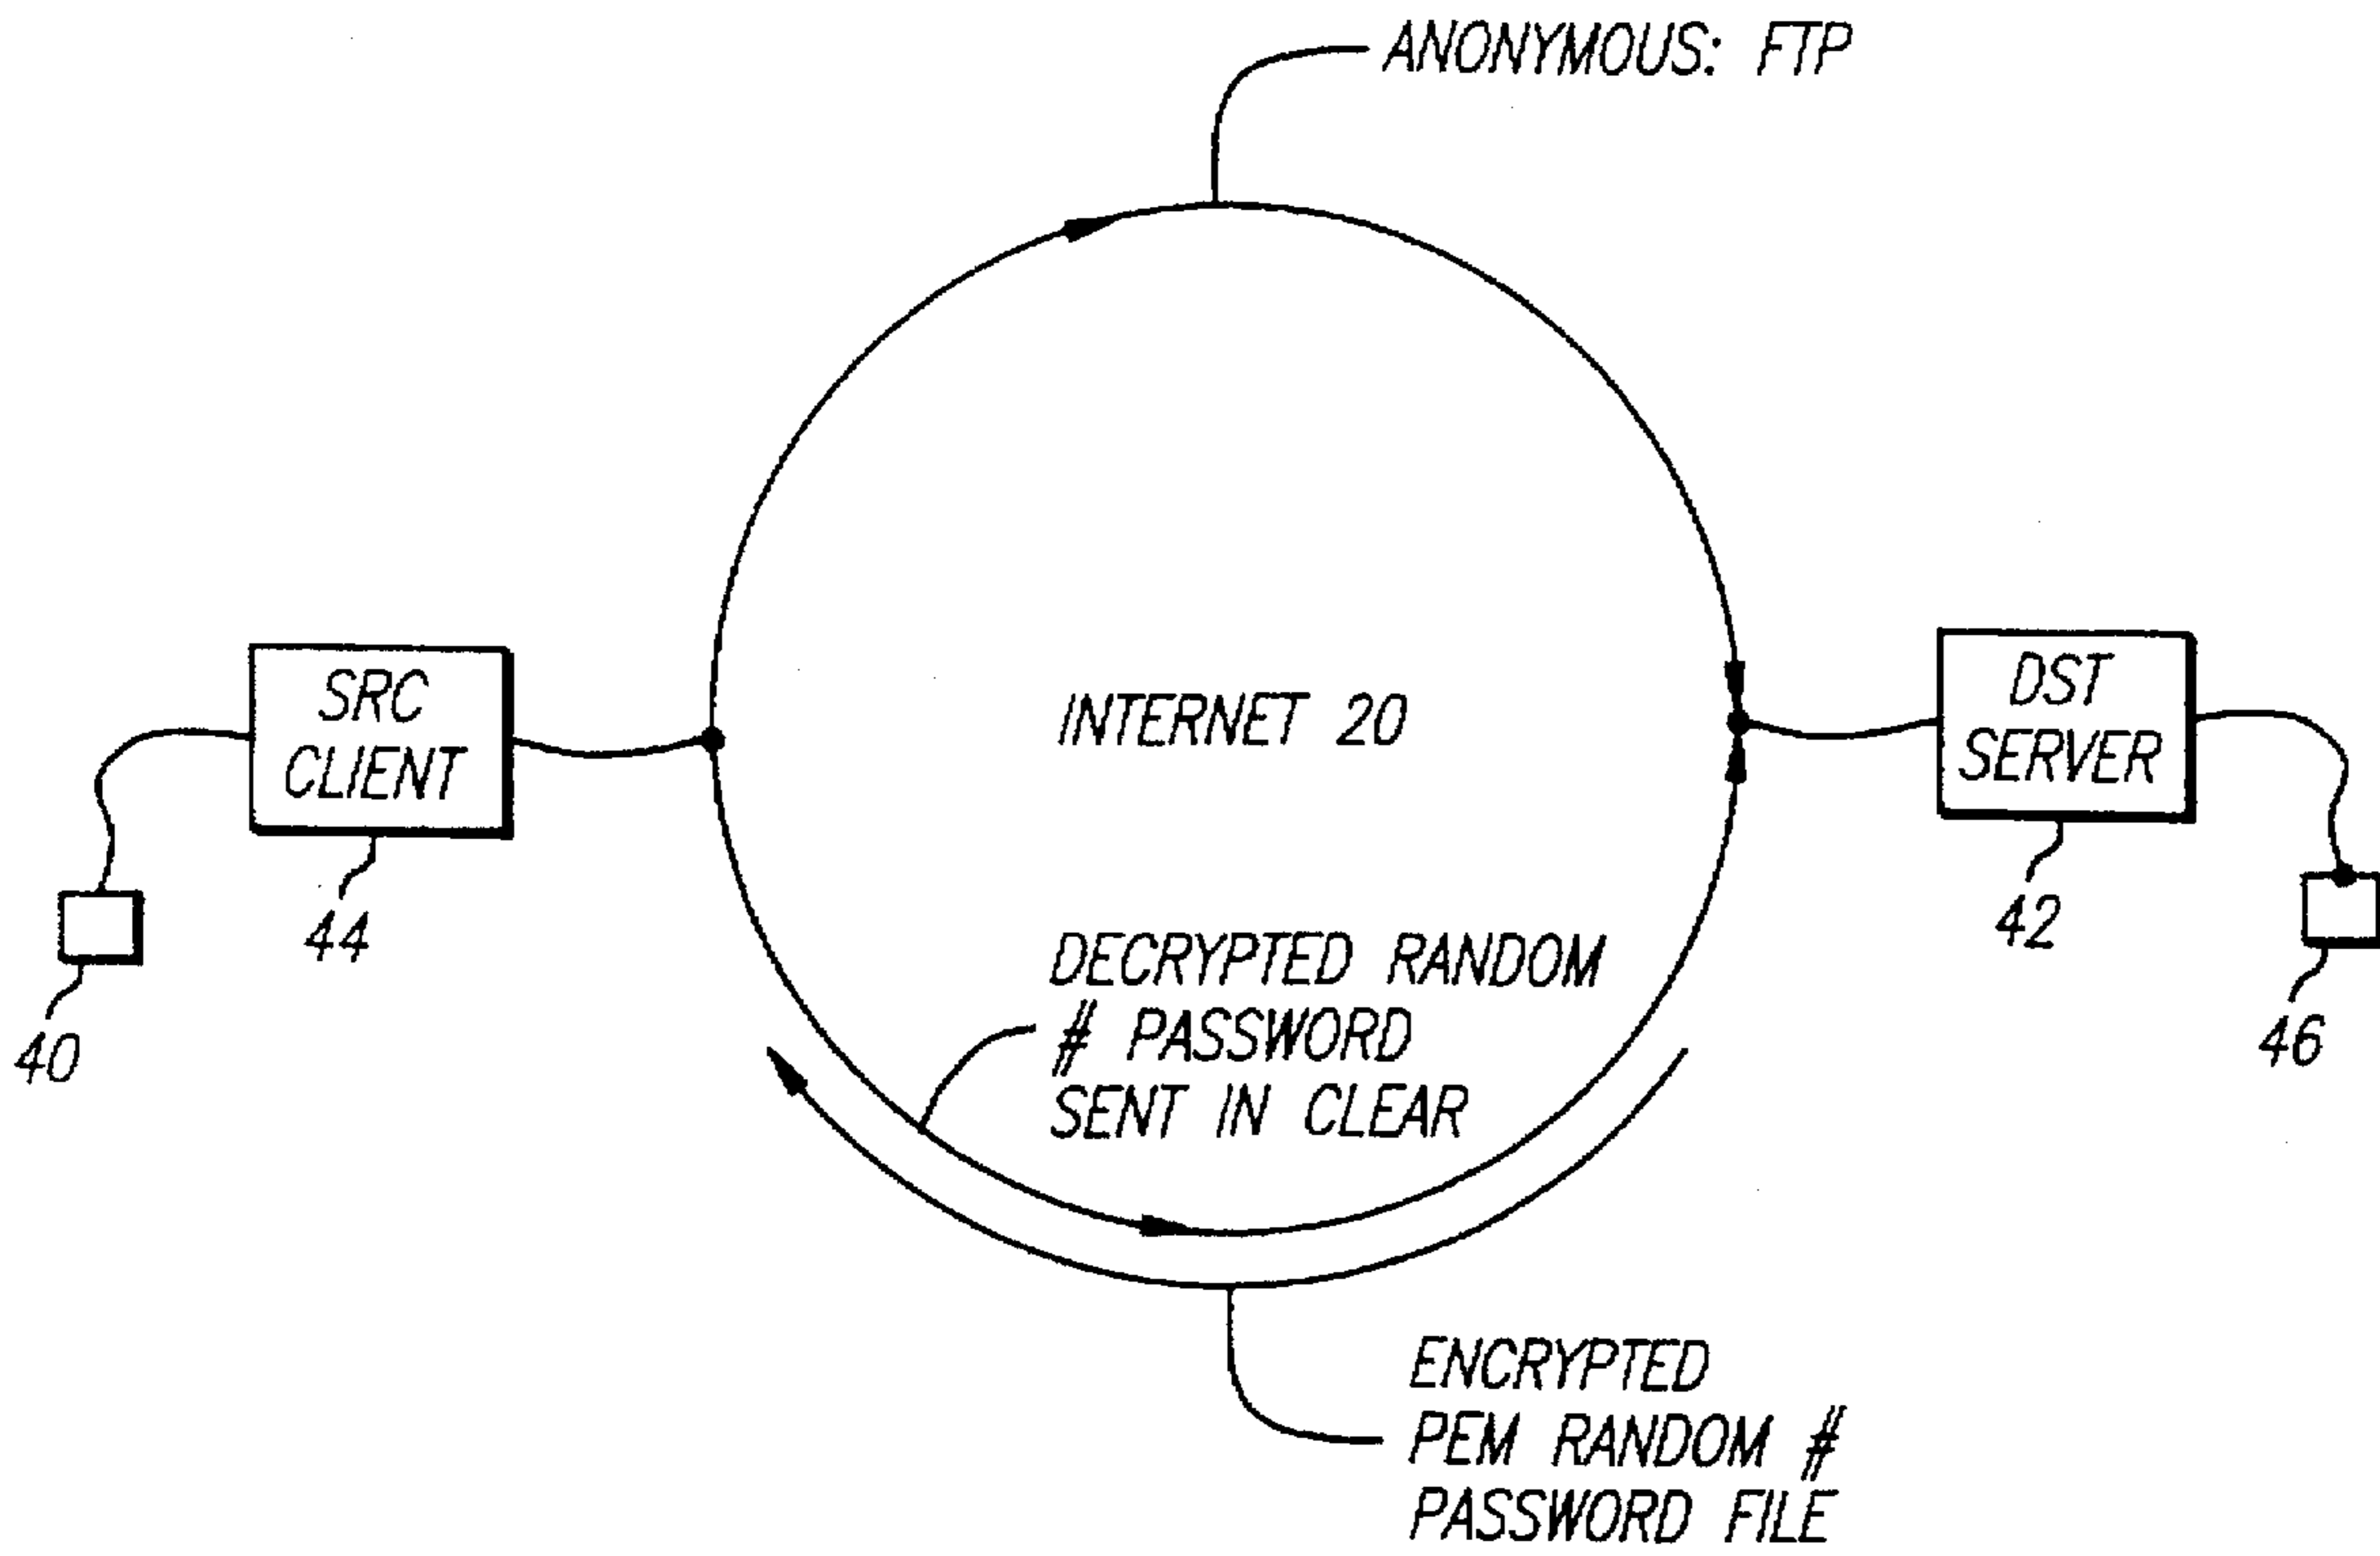 ANONYMOUS: FTP
SRC
CLIENT
44
40
INTERNET 20
DST
SERVER
42
46
DECRYPTED RANDOM
# PASSWORD
SENT IN CLEAR
ENCRYPTED
PEM RANDOM #
PASSWORD FILE